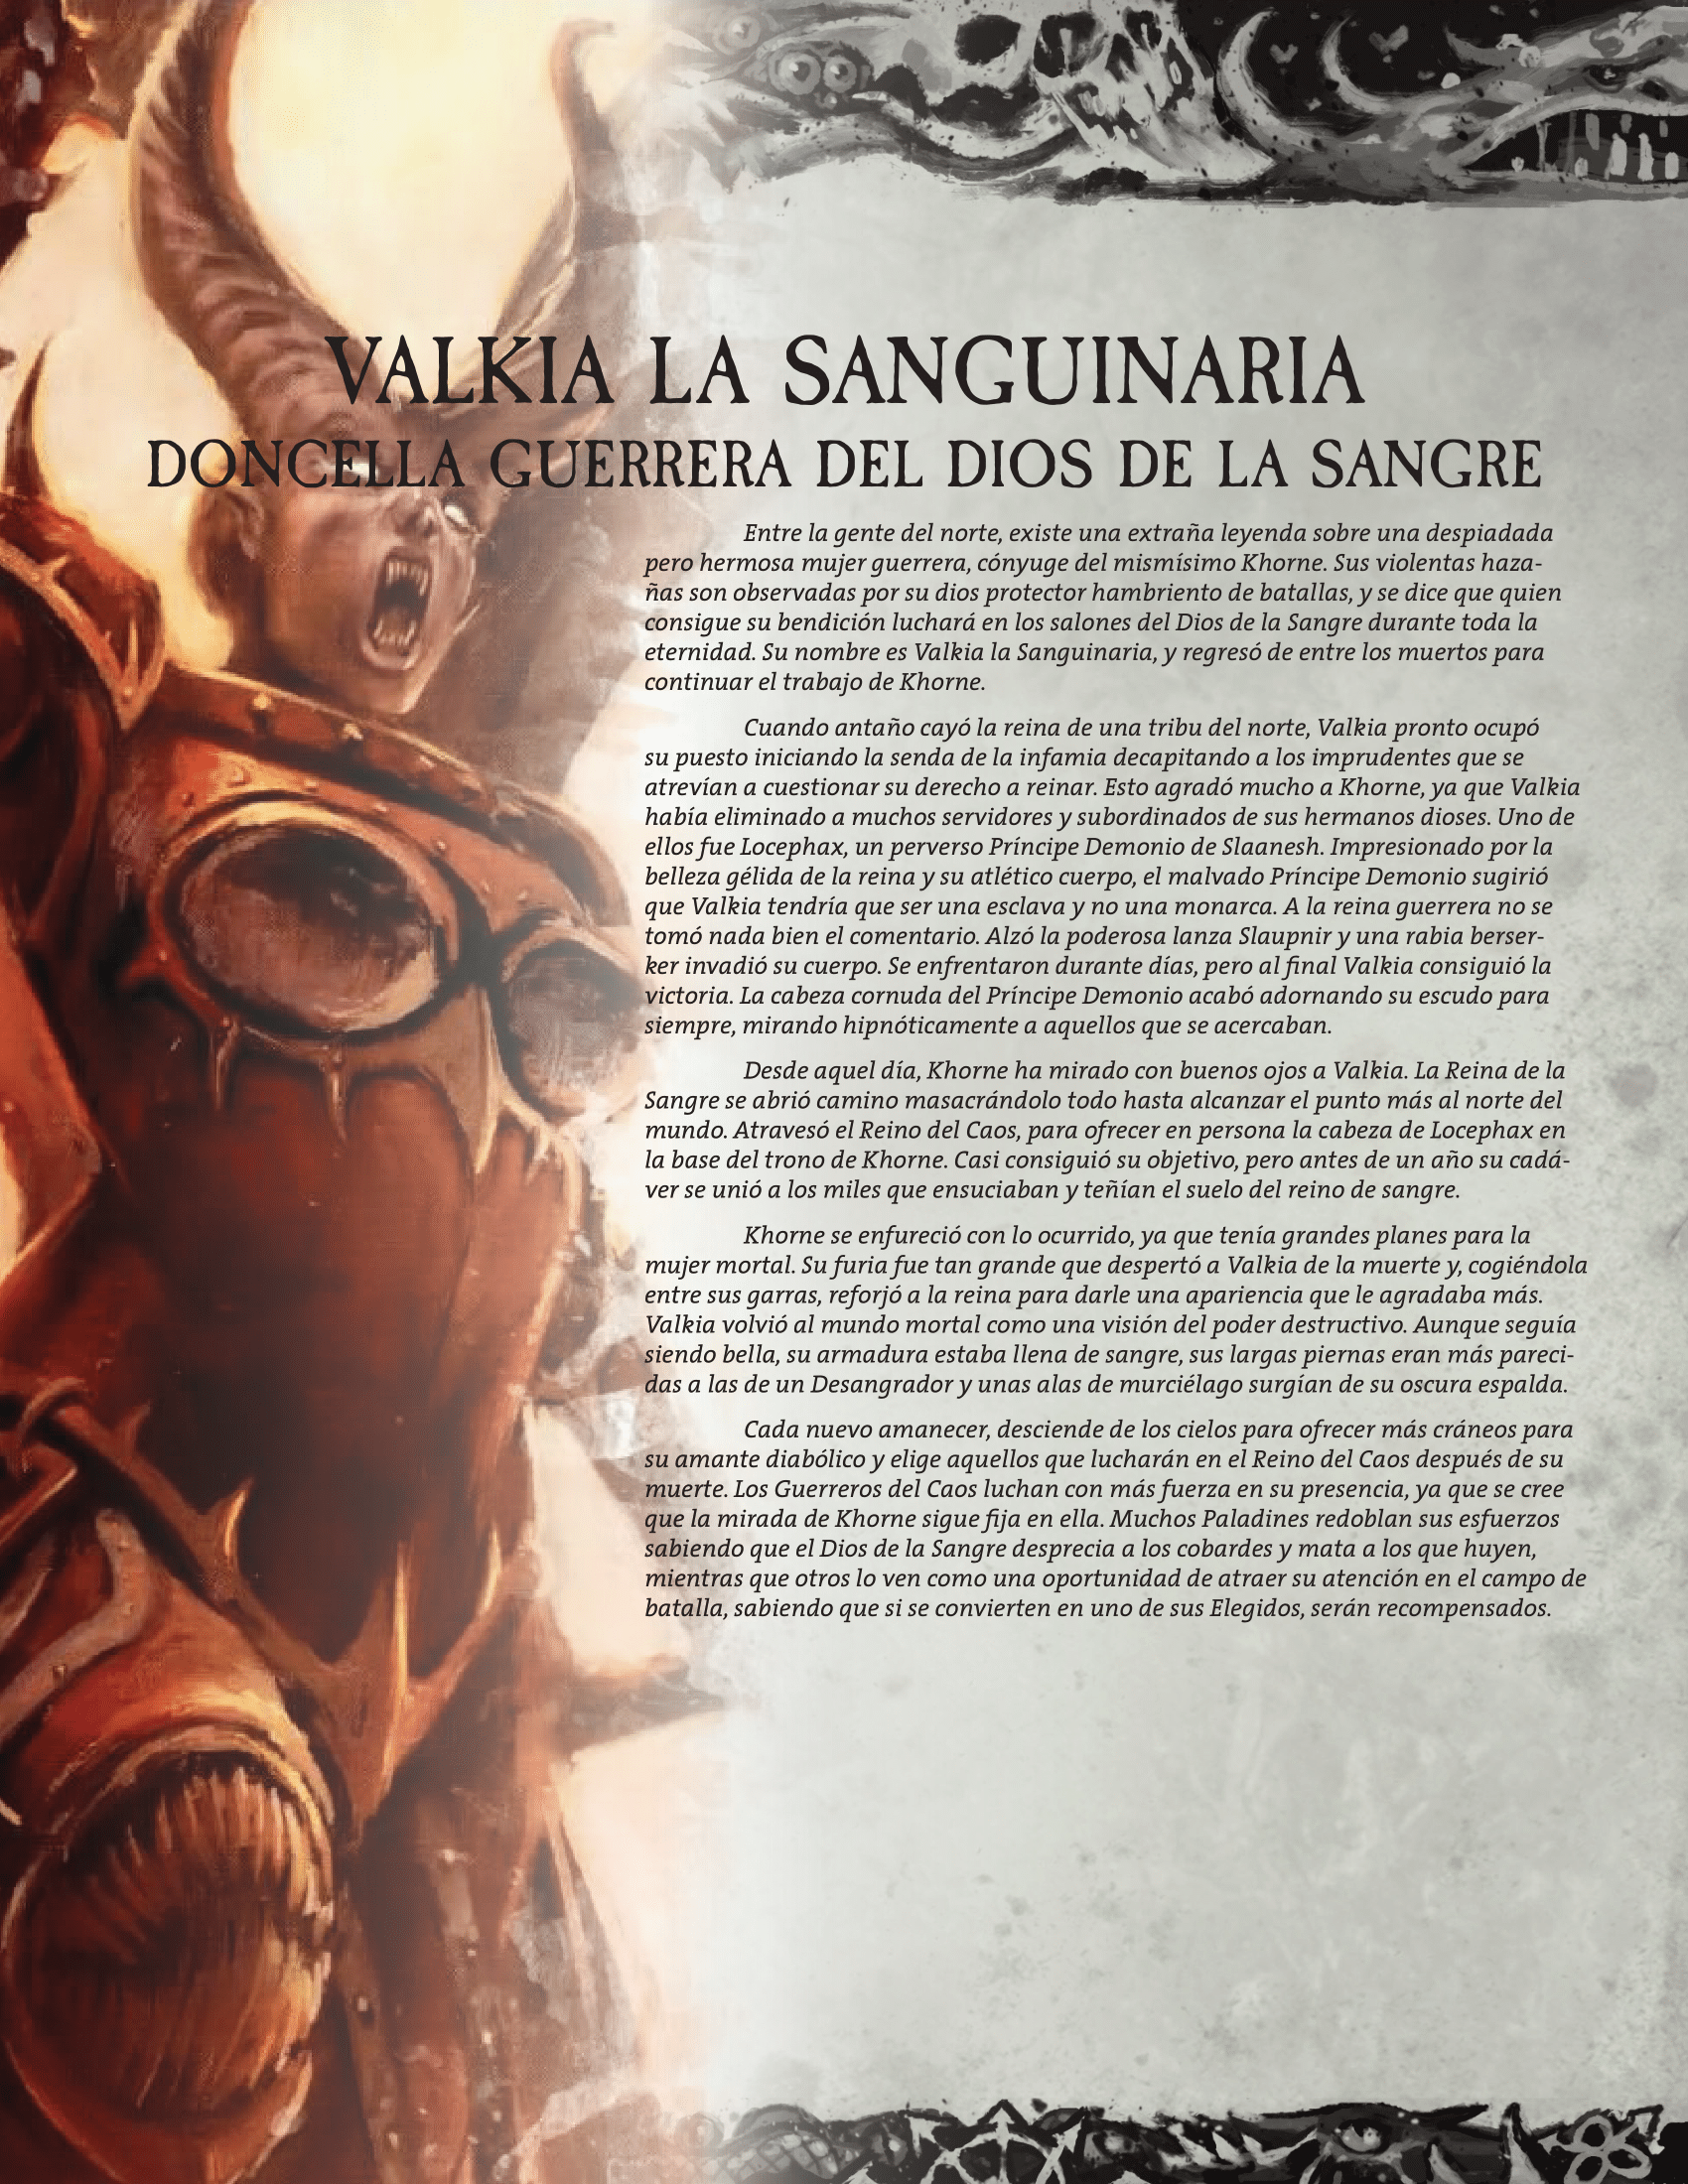 VALKIA LA SANGUINARIA
DONCELLA GUERRERA DEL DIOS DE LA SANGRE
Entre la gente del norte, existe una extraña leyenda sobre una despiadada
pero hermosa mujer guerrera, cónyuge del mismísimo Khorne. Sus violentas haza-
ñas son observadas por su dios protector hambriento de batallas, y se dice que quien
consigue su bendición luchará en los salones del Dios de la Sangre durante toda la
eternidad. Su nombre es Valkia la Sanguinaria, y regresó de entre los muertos para
continuar el trabajo de Khorne.
Cuando antaño cayó la reina de una tribu del norte, Valkia pronto ocupó
su puesto iniciando la senda de la infamia decapitando a los imprudentes que se
atrevían a cuestionar su derecho a reinar. Esto agradó mucho a Khorne, ya que Valkia
había eliminado a muchos servidores y subordinados de sus hermanos dioses. Uno de
ellos fue Locephax, un perverso Príncipe Demonio de Slaanesh. Impresionado por la
belleza gélida de la reina y su atlético cuerpo, el malvado Príncipe Demonio sugirió
que Valkia tendría que ser una esclava y no una monarca. A la reina guerrera no se
tomó nada bien el comentario. Alzó la poderosa lanza Slaupnir y una rabia berser-
ker invadió su cuerpo. Se enfrentaron durante días, pero al final Valkia consiguió la
victoria. La cabeza cornuda del Príncipe Demonio acabó adornando su escudo para
siempre, mirando hipnóticamente a aquellos que se acercaban.
Desde aquel día, Khorne ha mirado con buenos ojos a Valkia. La Reina de la
Sangre se abrió camino masacrándolo todo hasta alcanzar el punto más al norte del
mundo. Atravesó el Reino del Caos, para ofrecer en persona la cabeza de Locephax en
la base del trono de Khorne. Casi consiguió su objetivo, pero antes de un año su cadá-
ver se unió a los miles que ensuciaban y teñían el suelo del reino de sangre.
Khorne se enfureció con lo ocurrido, ya que tenía grandes planes para la
mujer mortal. Su furia fue tan grande que despertó a Valkia de la muerte y, cogiéndola
entre sus garras, reforjó a la reina para darle una apariencia que le agradaba más.
Valkia volvió al mundo mortal como una visión del poder destructivo. Aunque seguía
siendo bella, su armadura estaba llena de sangre, sus largas piernas eran más pareci-
das a las de un Desangrador y unas alas de murciélago surgían de su oscura espalda.
Cada nuevo amanecer, desciende de los cielos para ofrecer más cráneos para
su amante diabólico y elige aquellos que lucharán en el Reino del Caos después de su
muerte. Los Guerreros del Caos luchan con más fuerza en su presencia, ya que se cree
que la mirada de Khorne sigue fija en ella. Muchos Paladines redoblan sus esfuerzos
sabiendo que el Dios de la Sangre desprecia a los cobardes y mata a los que huyen,
mientras que otros lo ven como una oportunidad de atraer su atención en el campo de
batalla, sabiendo que si se convierten en uno de sus Elegidos, serán recompensados.